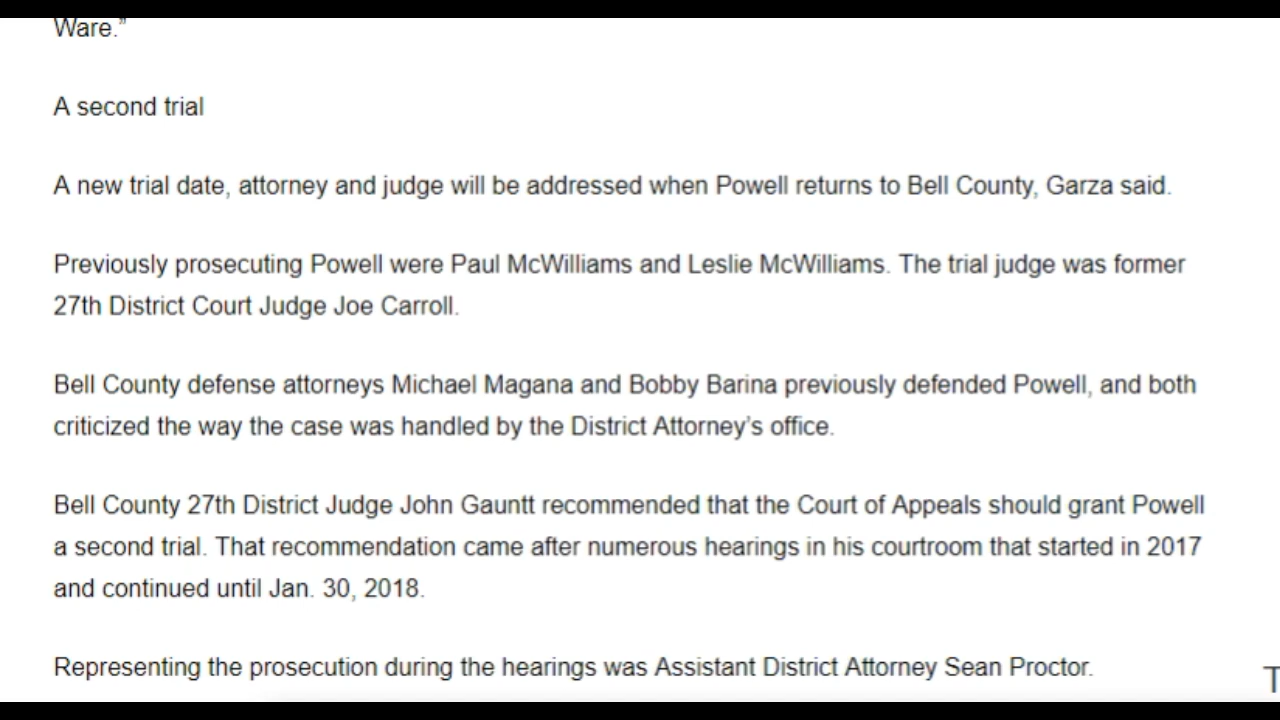 Ware.”
A second trial
A new trial date, attorney and judge will be addressed when Powell returns to Bell County, Garza said.
Previously prosecuting Powell were Paul McWilliams and Leslie McWilliams. The trial judge was former
27th District Court Judge Joe Carroll.
Bell County defense attorneys Michael Magana and Bobby Barina previously defended Powell, and both
criticized the way the case was handled by the District Attorney’s office.
Bell County 27th District Judge John Gauntt recommended that the Court of Appeals should grant Powell
a second trial. That recommendation came after numerous hearings in his courtroom that started in 2017
and continued until Jan. 30, 2018.
Representing the prosecution during the hearings was Assistant District Attorney Sean Proctor.
T